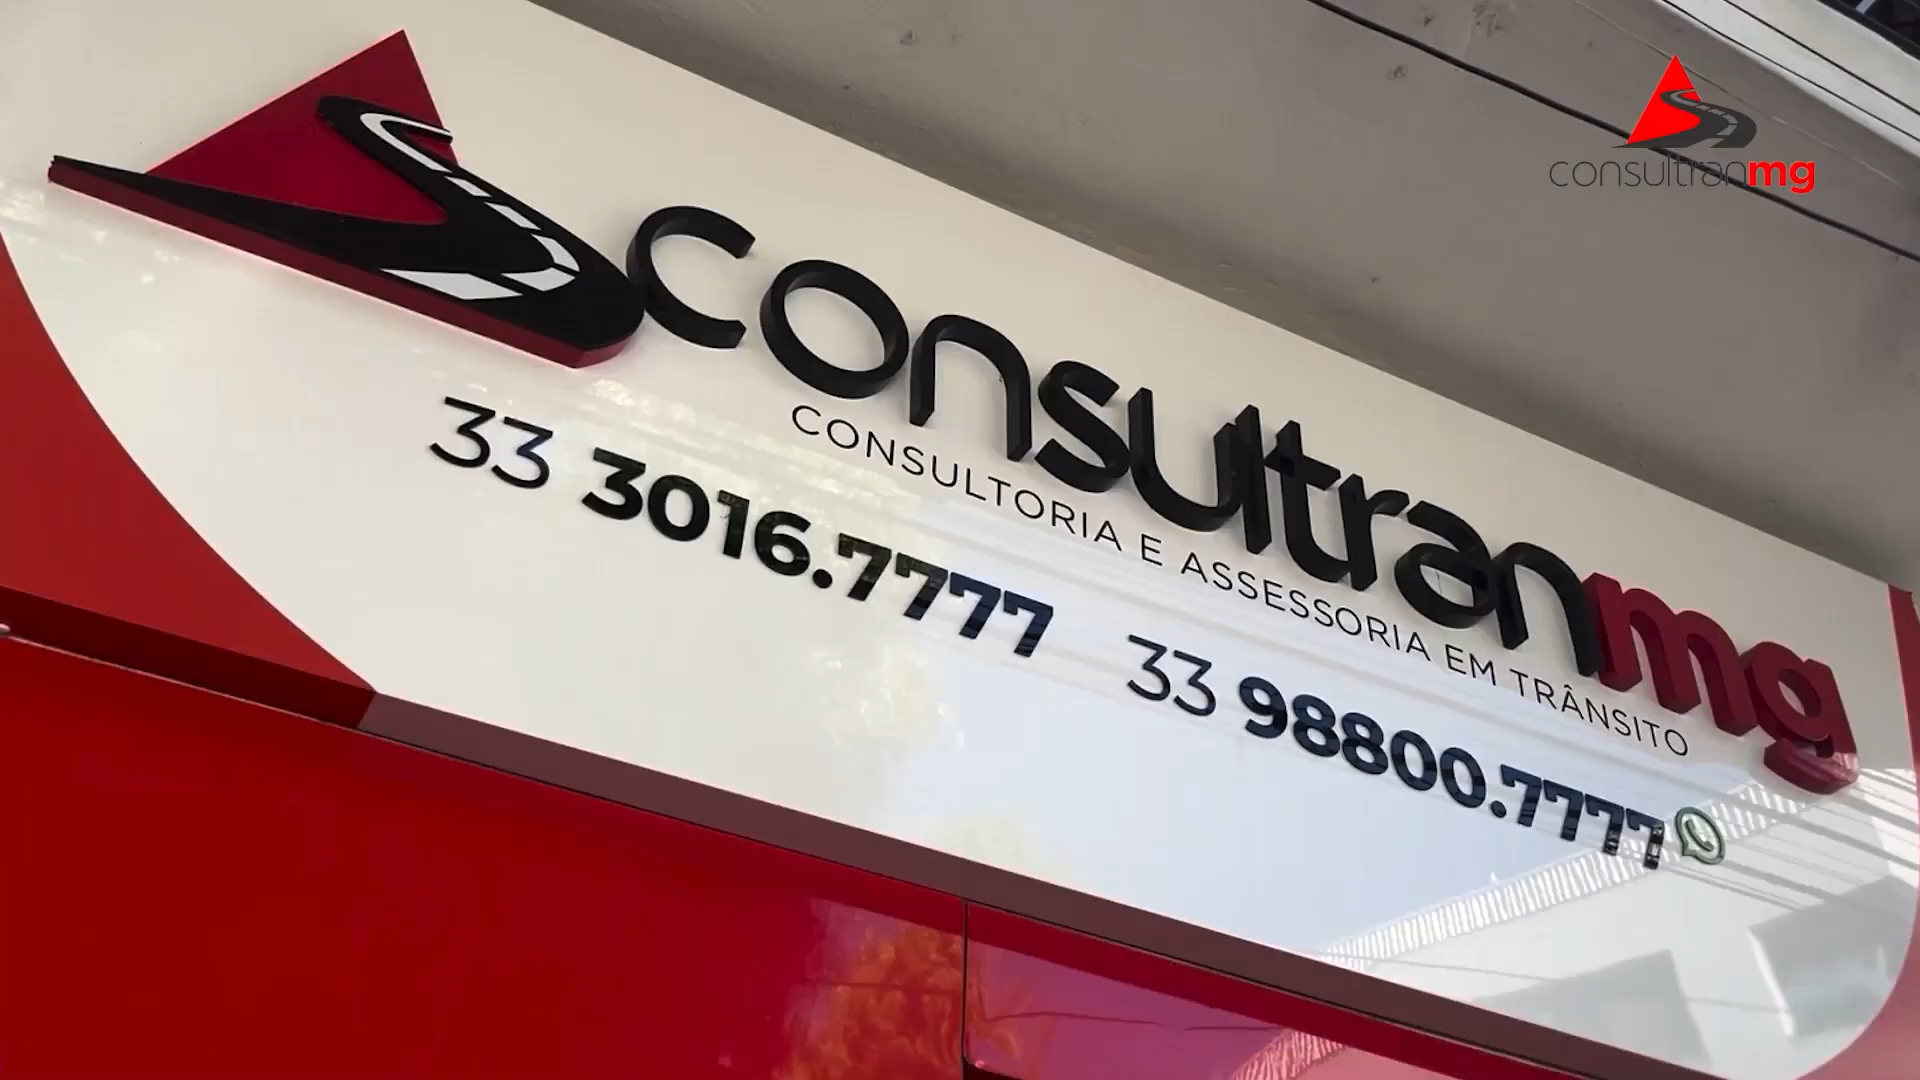 consultranmg
consultranmg
CONSULTORIA E ASSESSORIA EM TRÂNSITO
33 3016.7777
33 98800.7777